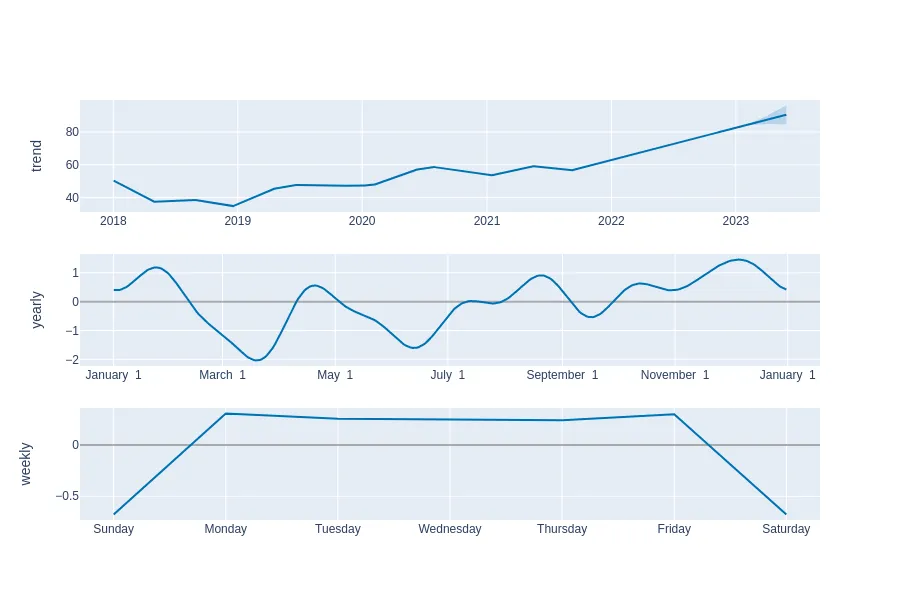 trend
80
60
40
2018 2019 2020 2021 2022 2023
yearly
1
0
−1
−2
January 1 March 1 May 1 July 1 September 1 November 1 January 1
weekly
0
−0.5
Sunday Monday Tuesday Wednesday Thursday Friday Saturday